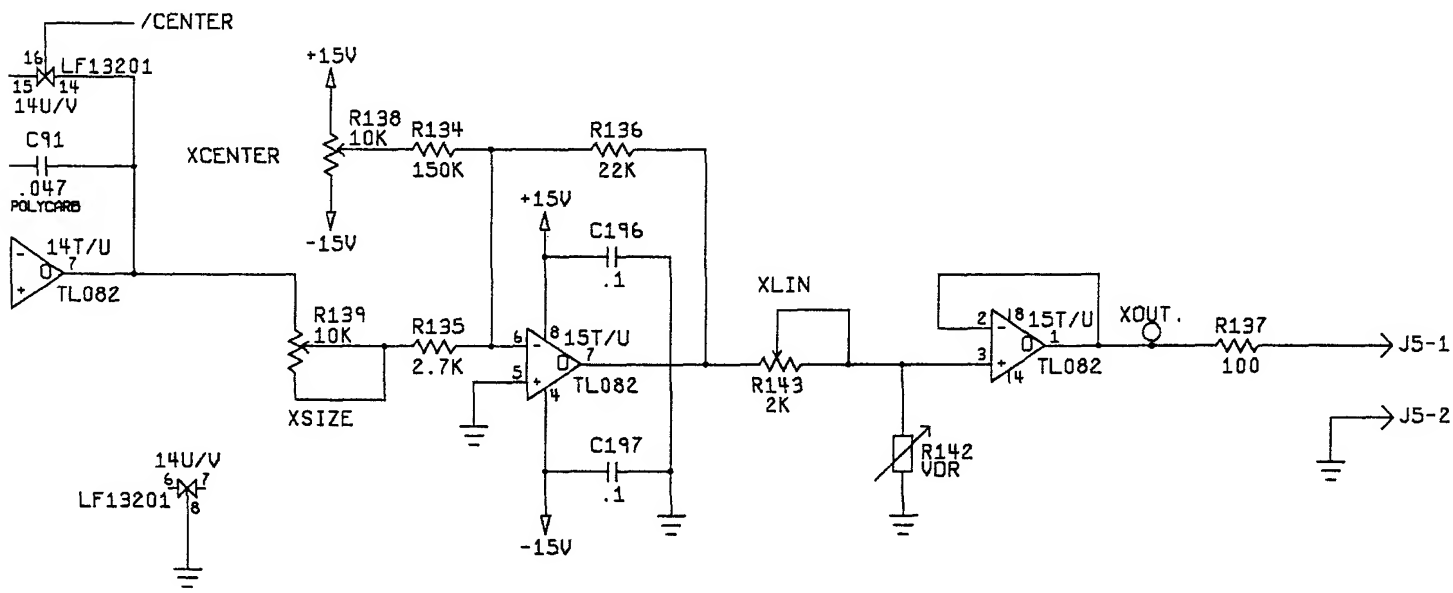 /CENTER
16
LF13201
15 14
14U/V
C91
.047
POLYCARB
14T/U
-
+
O
7
TL082
+15V
R138
10K
XCENTER
-15V
R134
150K
R136
22K
R139
10K
XSIZE
R135
2.7K
+15V
C196
.1
6
-
8
15T/U
5
+
O
7
4
TL082
C197
.1
-15V
XLIN
R143
2K
R142
VDR
2
-
8
15T/U
3
+
O
1
4
TL082
XOUT.
R137
100
J5-1
J5-2
14U/V
6 7
LF13201
8